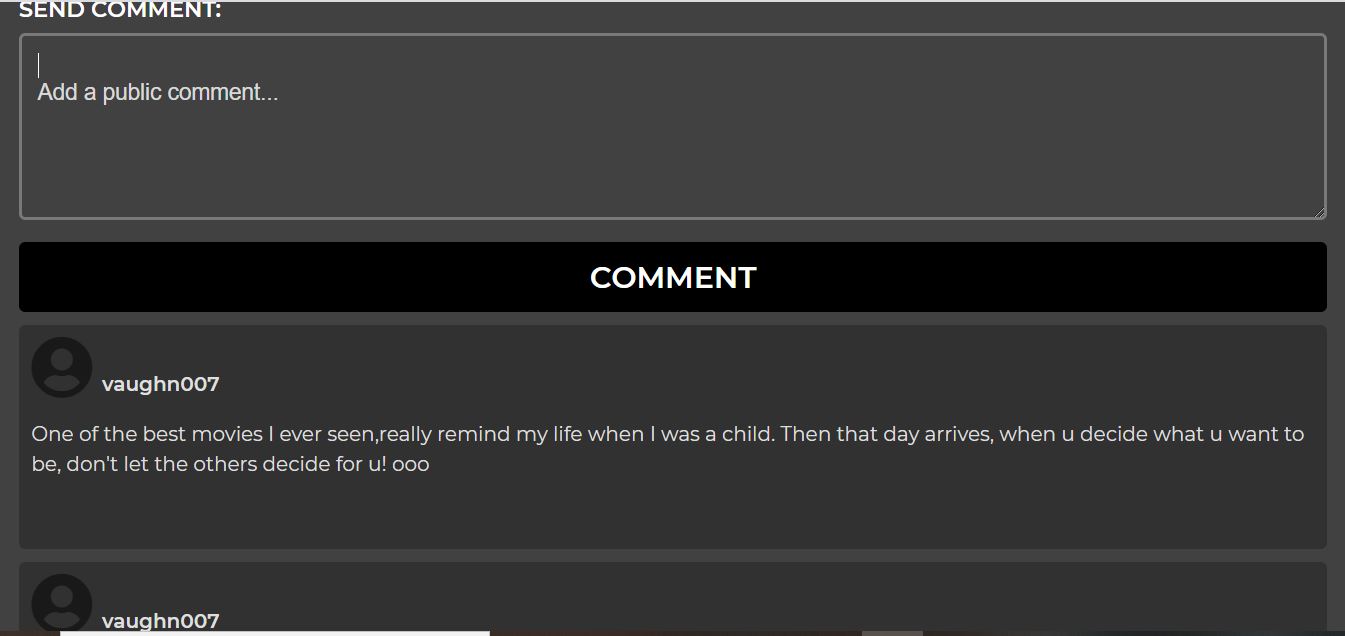 SEND COMMENT:
Add a public comment...
COMMENT
vaughn007
One of the best movies I ever seen,really remind my life when I was a child. Then that day arrives, when u decide what u want to
be, don't let the others decide for u! ooo
vaughn007